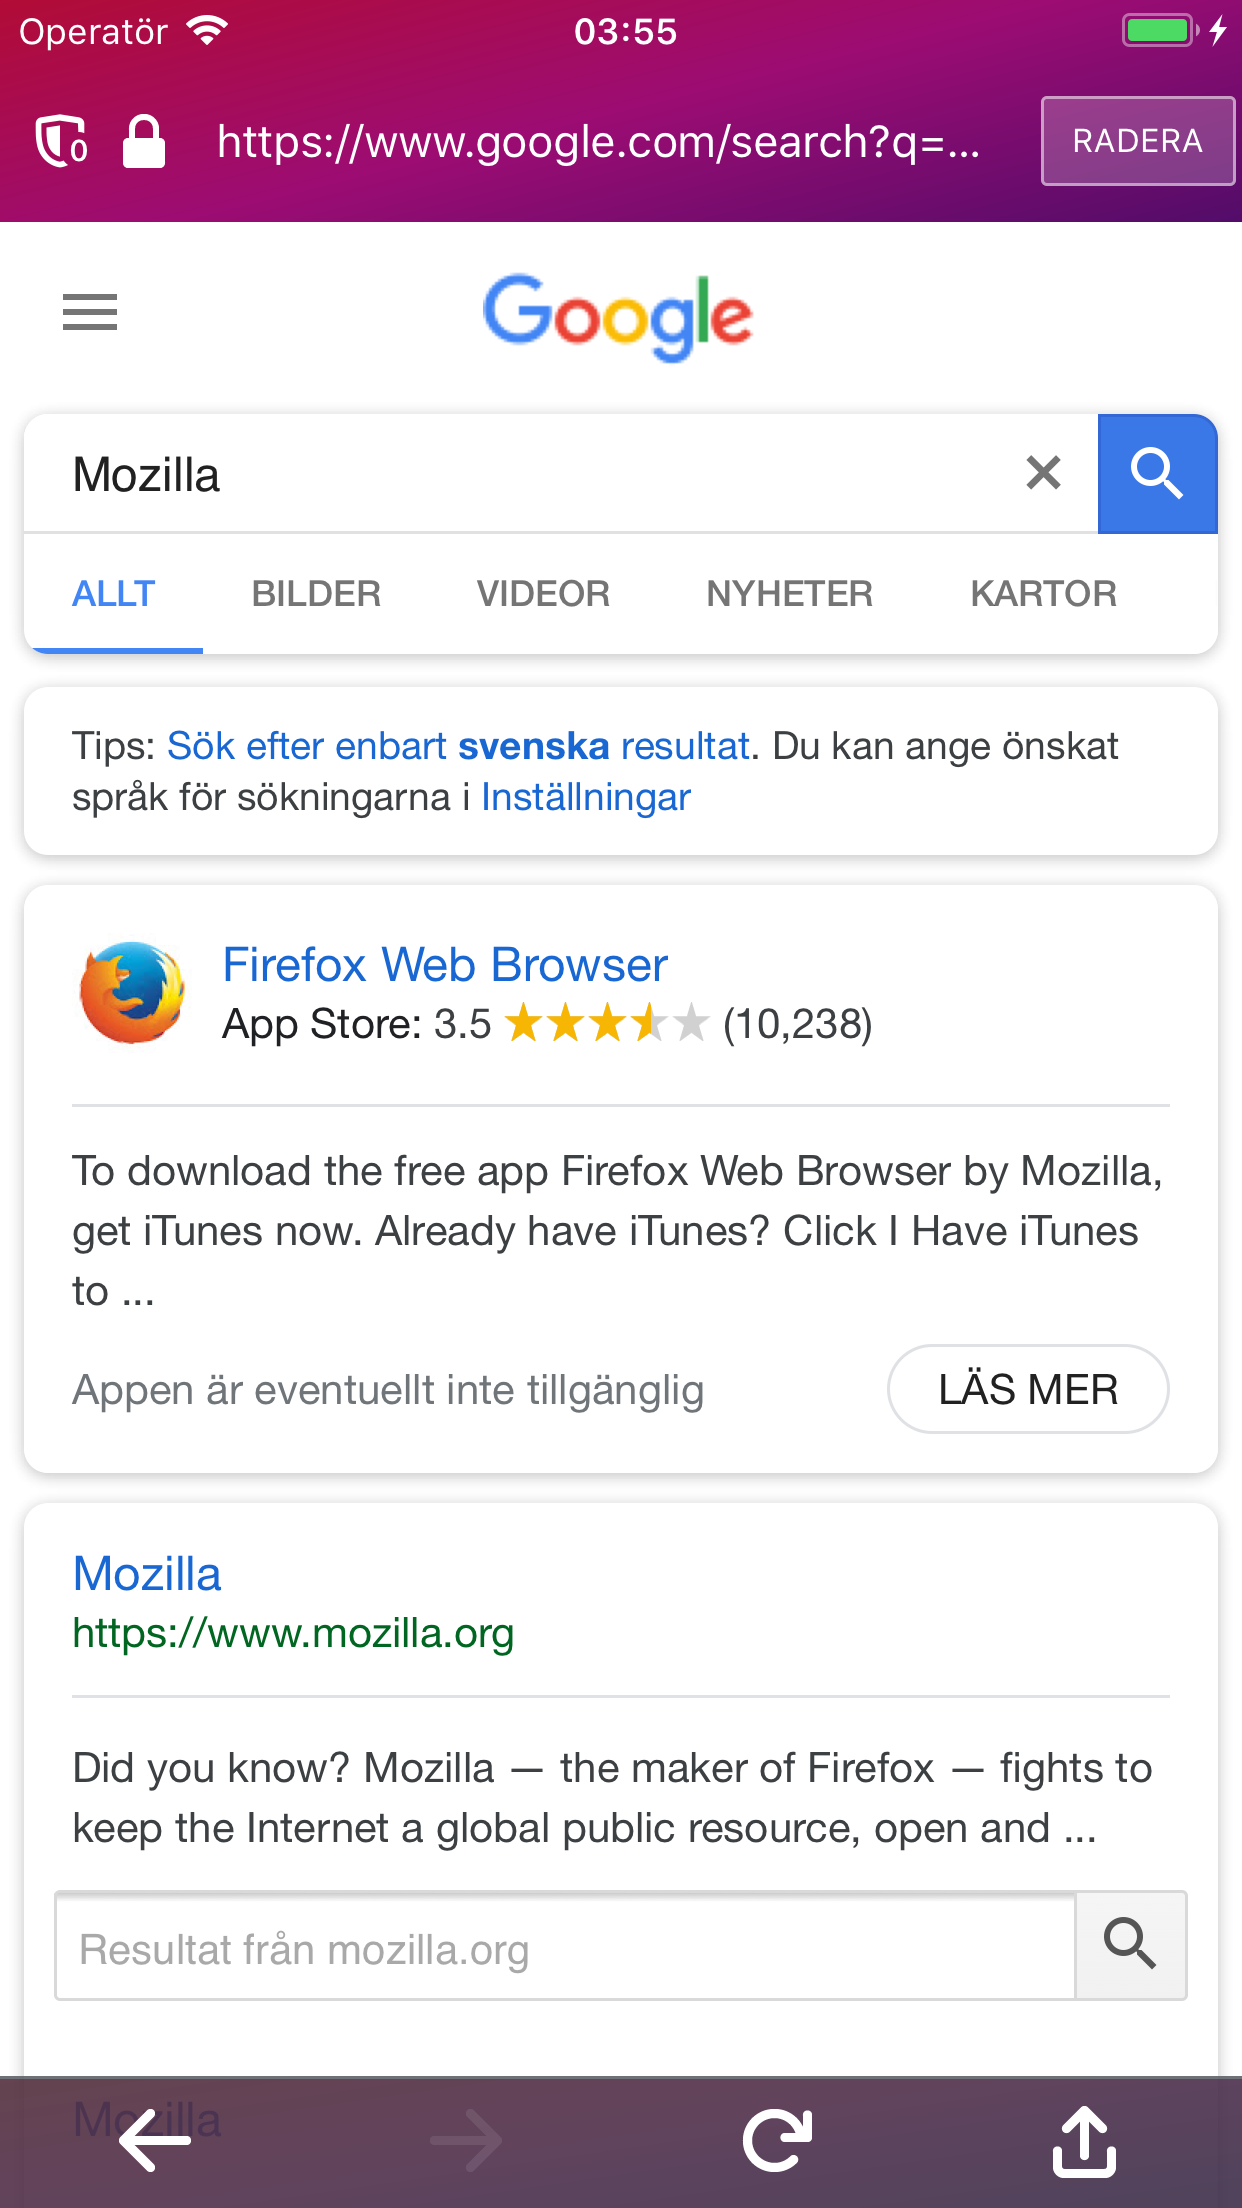 Operatör 03:55
0 https://www.google.com/search?q=... RADERA
Google
Mozilla
ALLT BILDER VIDEOR NYHETER KARTOR
Tips: Sök efter enbart svenska resultat. Du kan ange önskat
språk för sökningarna i Inställningar
Firefox Web Browser
App Store: 3.5 (10,238)
To download the free app Firefox Web Browser by Mozilla,
get iTunes now. Already have iTunes? Click I Have iTunes
to ...
Appen är eventuellt inte tillgänglig LÄS MER
Mozilla
https://www.mozilla.org
Did you know? Mozilla — the maker of Firefox — fights to
keep the Internet a global public resource, open and ...
Resultat från mozilla.org
Mozilla